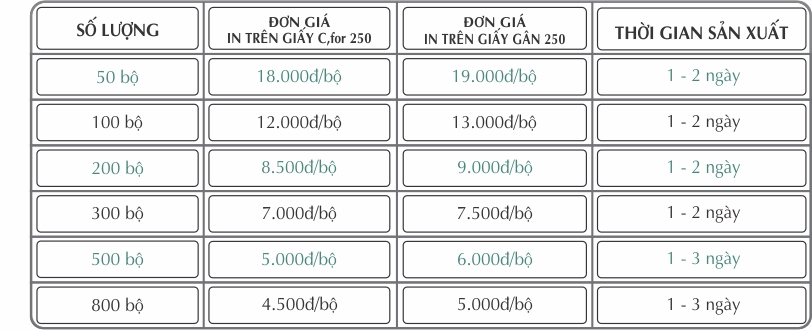 SỐ LƯỢNG
ĐƠN GIÁ
IN TRÊN GIẤY C,for 250
ĐƠN GIÁ
IN TRÊN GIẤY GÂN 250
THỜI GIAN SẢN XUẤT
50 bộ 18.000đ/bộ 19.000đ/bộ 1 - 2 ngày
100 bộ 12.000đ/bộ 13.000đ/bộ 1 - 2 ngày
200 bộ 8.500đ/bộ 9.000đ/bộ 1 - 2 ngày
300 bộ 7.000đ/bộ 7.500đ/bộ 1 - 2 ngày
500 bộ 5.000đ/bộ 6.000đ/bộ 1 - 3 ngày
800 bộ 4.500đ/bộ 5.000đ/bộ 1 - 3 ngày